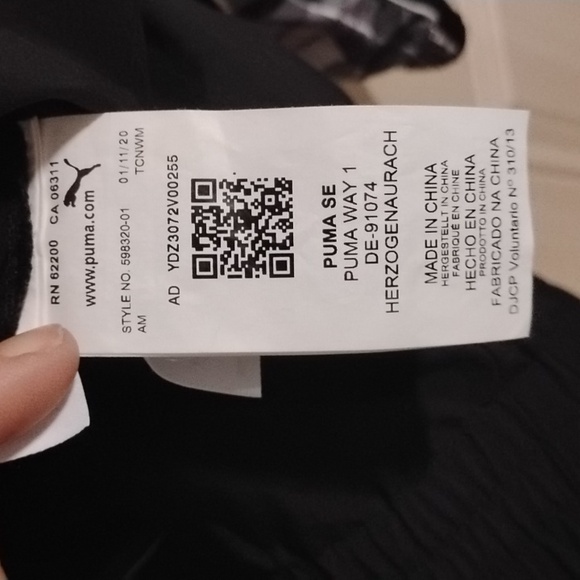 RN 62200 CA 06311
www.puma.com
STYLE NO. 598320-01 01/11/20
AM TCNWM
AD YDZ3072V00255
PUMA SE
PUMA WAY 1
DE-91074
HERZOGENAURACH
MADE IN CHINA
HERGESTELLT IN CHINA
FABRIQUÉ EN CHINE
HECHO EN CHINA
PRODOTTO IN CHINA
FABRICADO NA CHINA
DJCP Voluntario Nº 310/13